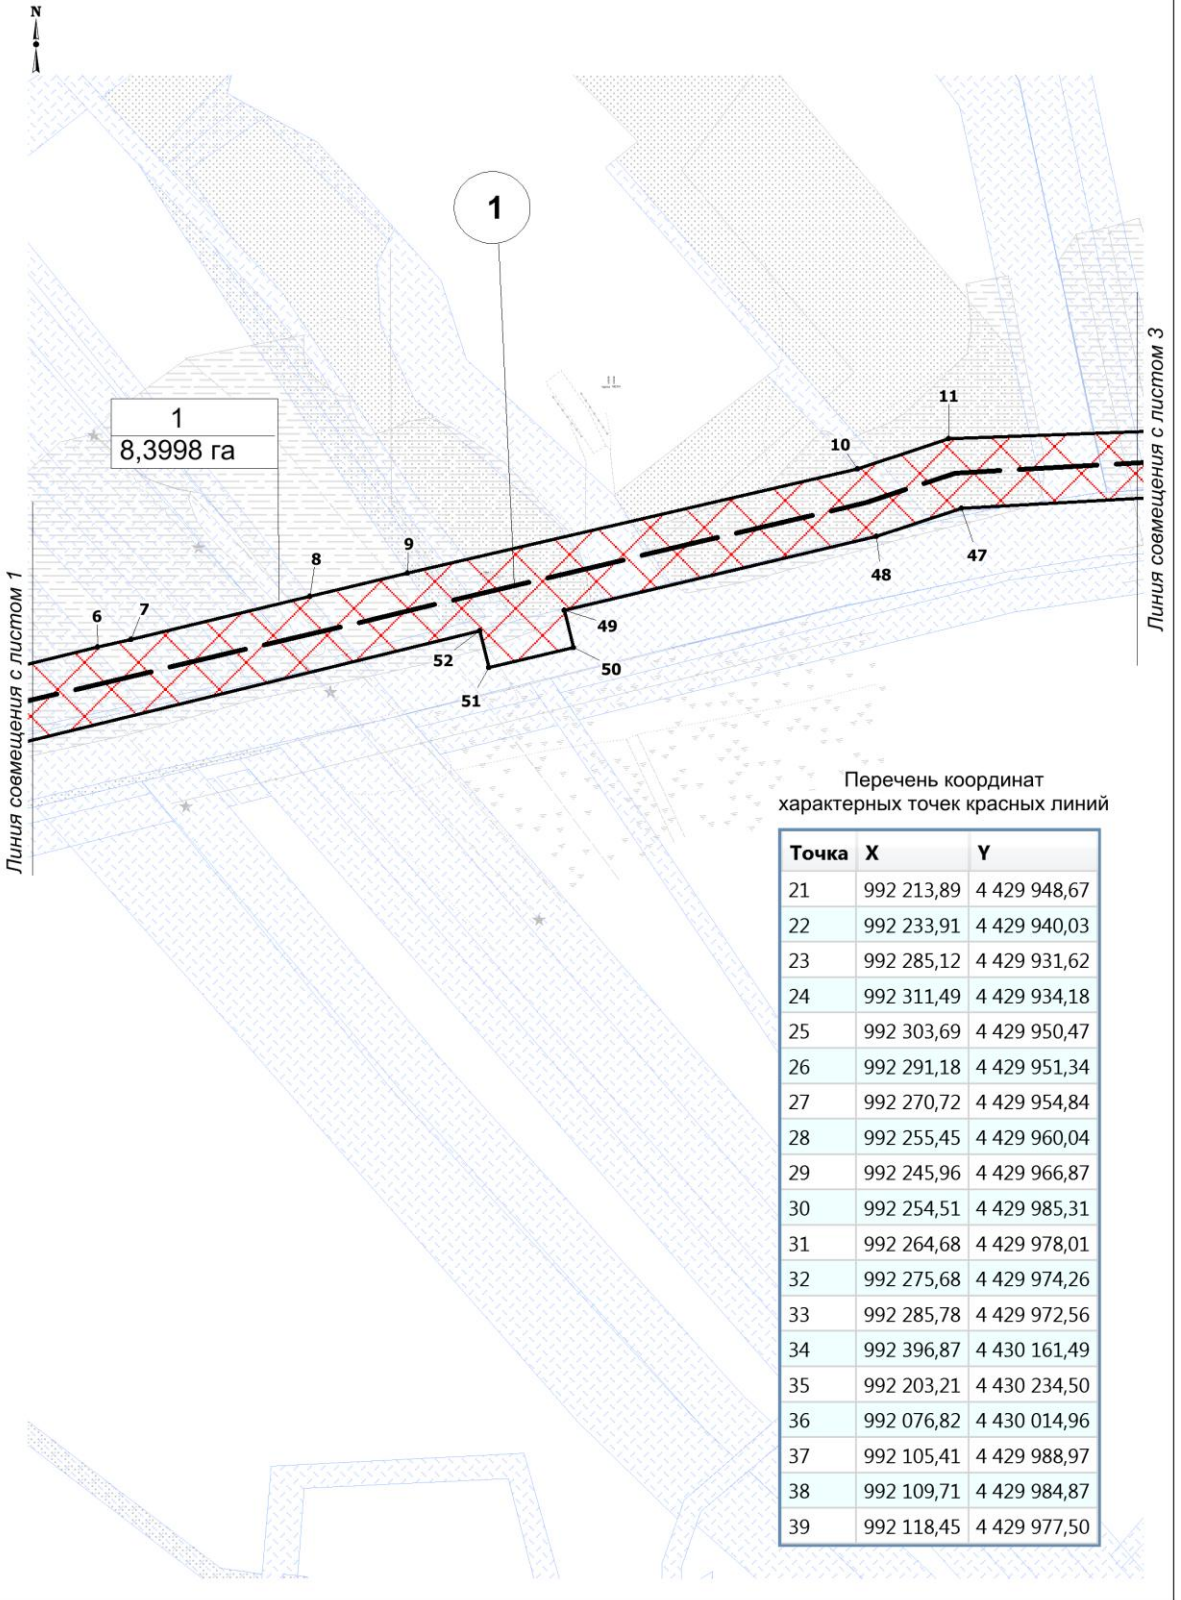 N
1
Линия совмещения с листом 3
11
10
1
8,3998 га
9
8
47
48
7
6
49
52
50
51
Линия совмещения с листом 1
Перечень координат
характерных точек красных линий
Точка X Y
21 992 213,89 4 429 948,67
22 992 233,91 4 429 940,03
23 992 285,12 4 429 931,62
24 992 311,49 4 429 934,18
25 992 303,69 4 429 950,47
26 992 291,18 4 429 951,34
27 992 270,72 4 429 954,84
28 992 255,45 4 429 960,04
29 992 245,96 4 429 966,87
30 992 254,51 4 429 985,31
31 992 264,68 4 429 978,01
32 992 275,68 4 429 974,26
33 992 285,78 4 429 972,56
34 992 396,87 4 430 161,49
35 992 203,21 4 430 234,50
36 992 076,82 4 430 014,96
37 992 105,41 4 429 988,97
38 992 109,71 4 429 984,87
39 992 118,45 4 429 977,50